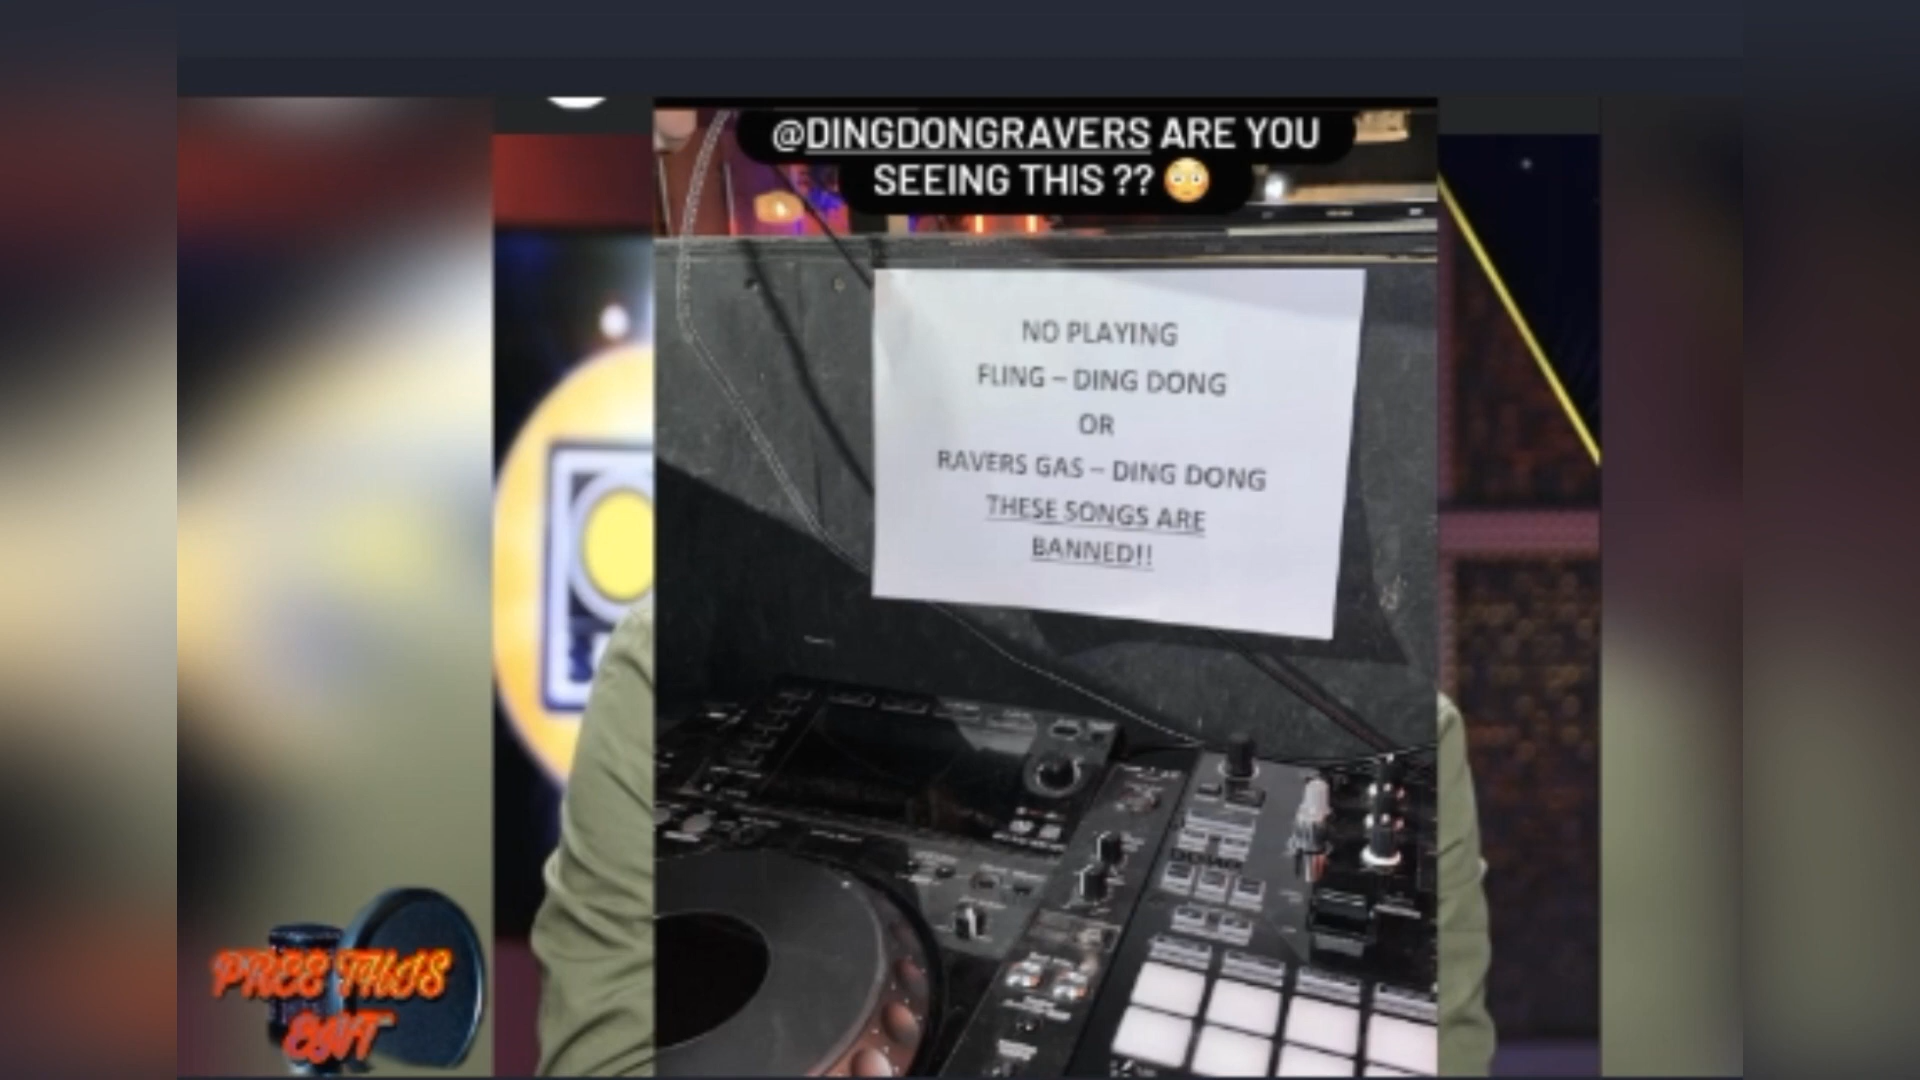 @DINGDONGRAVERS ARE YOU
SEEING THIS ??
NO PLAYING
FLING – DING DONG
OR
RAVERS GAS – DING DONG
THESE SONGS ARE
BANNED!!
PREE THIS